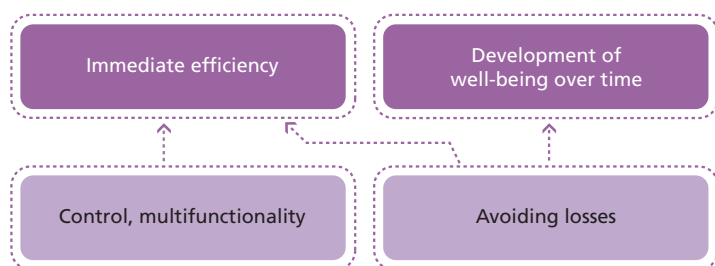 Immediate efficiency
Development of
well-being over time
Control, multifunctionality
Avoiding losses